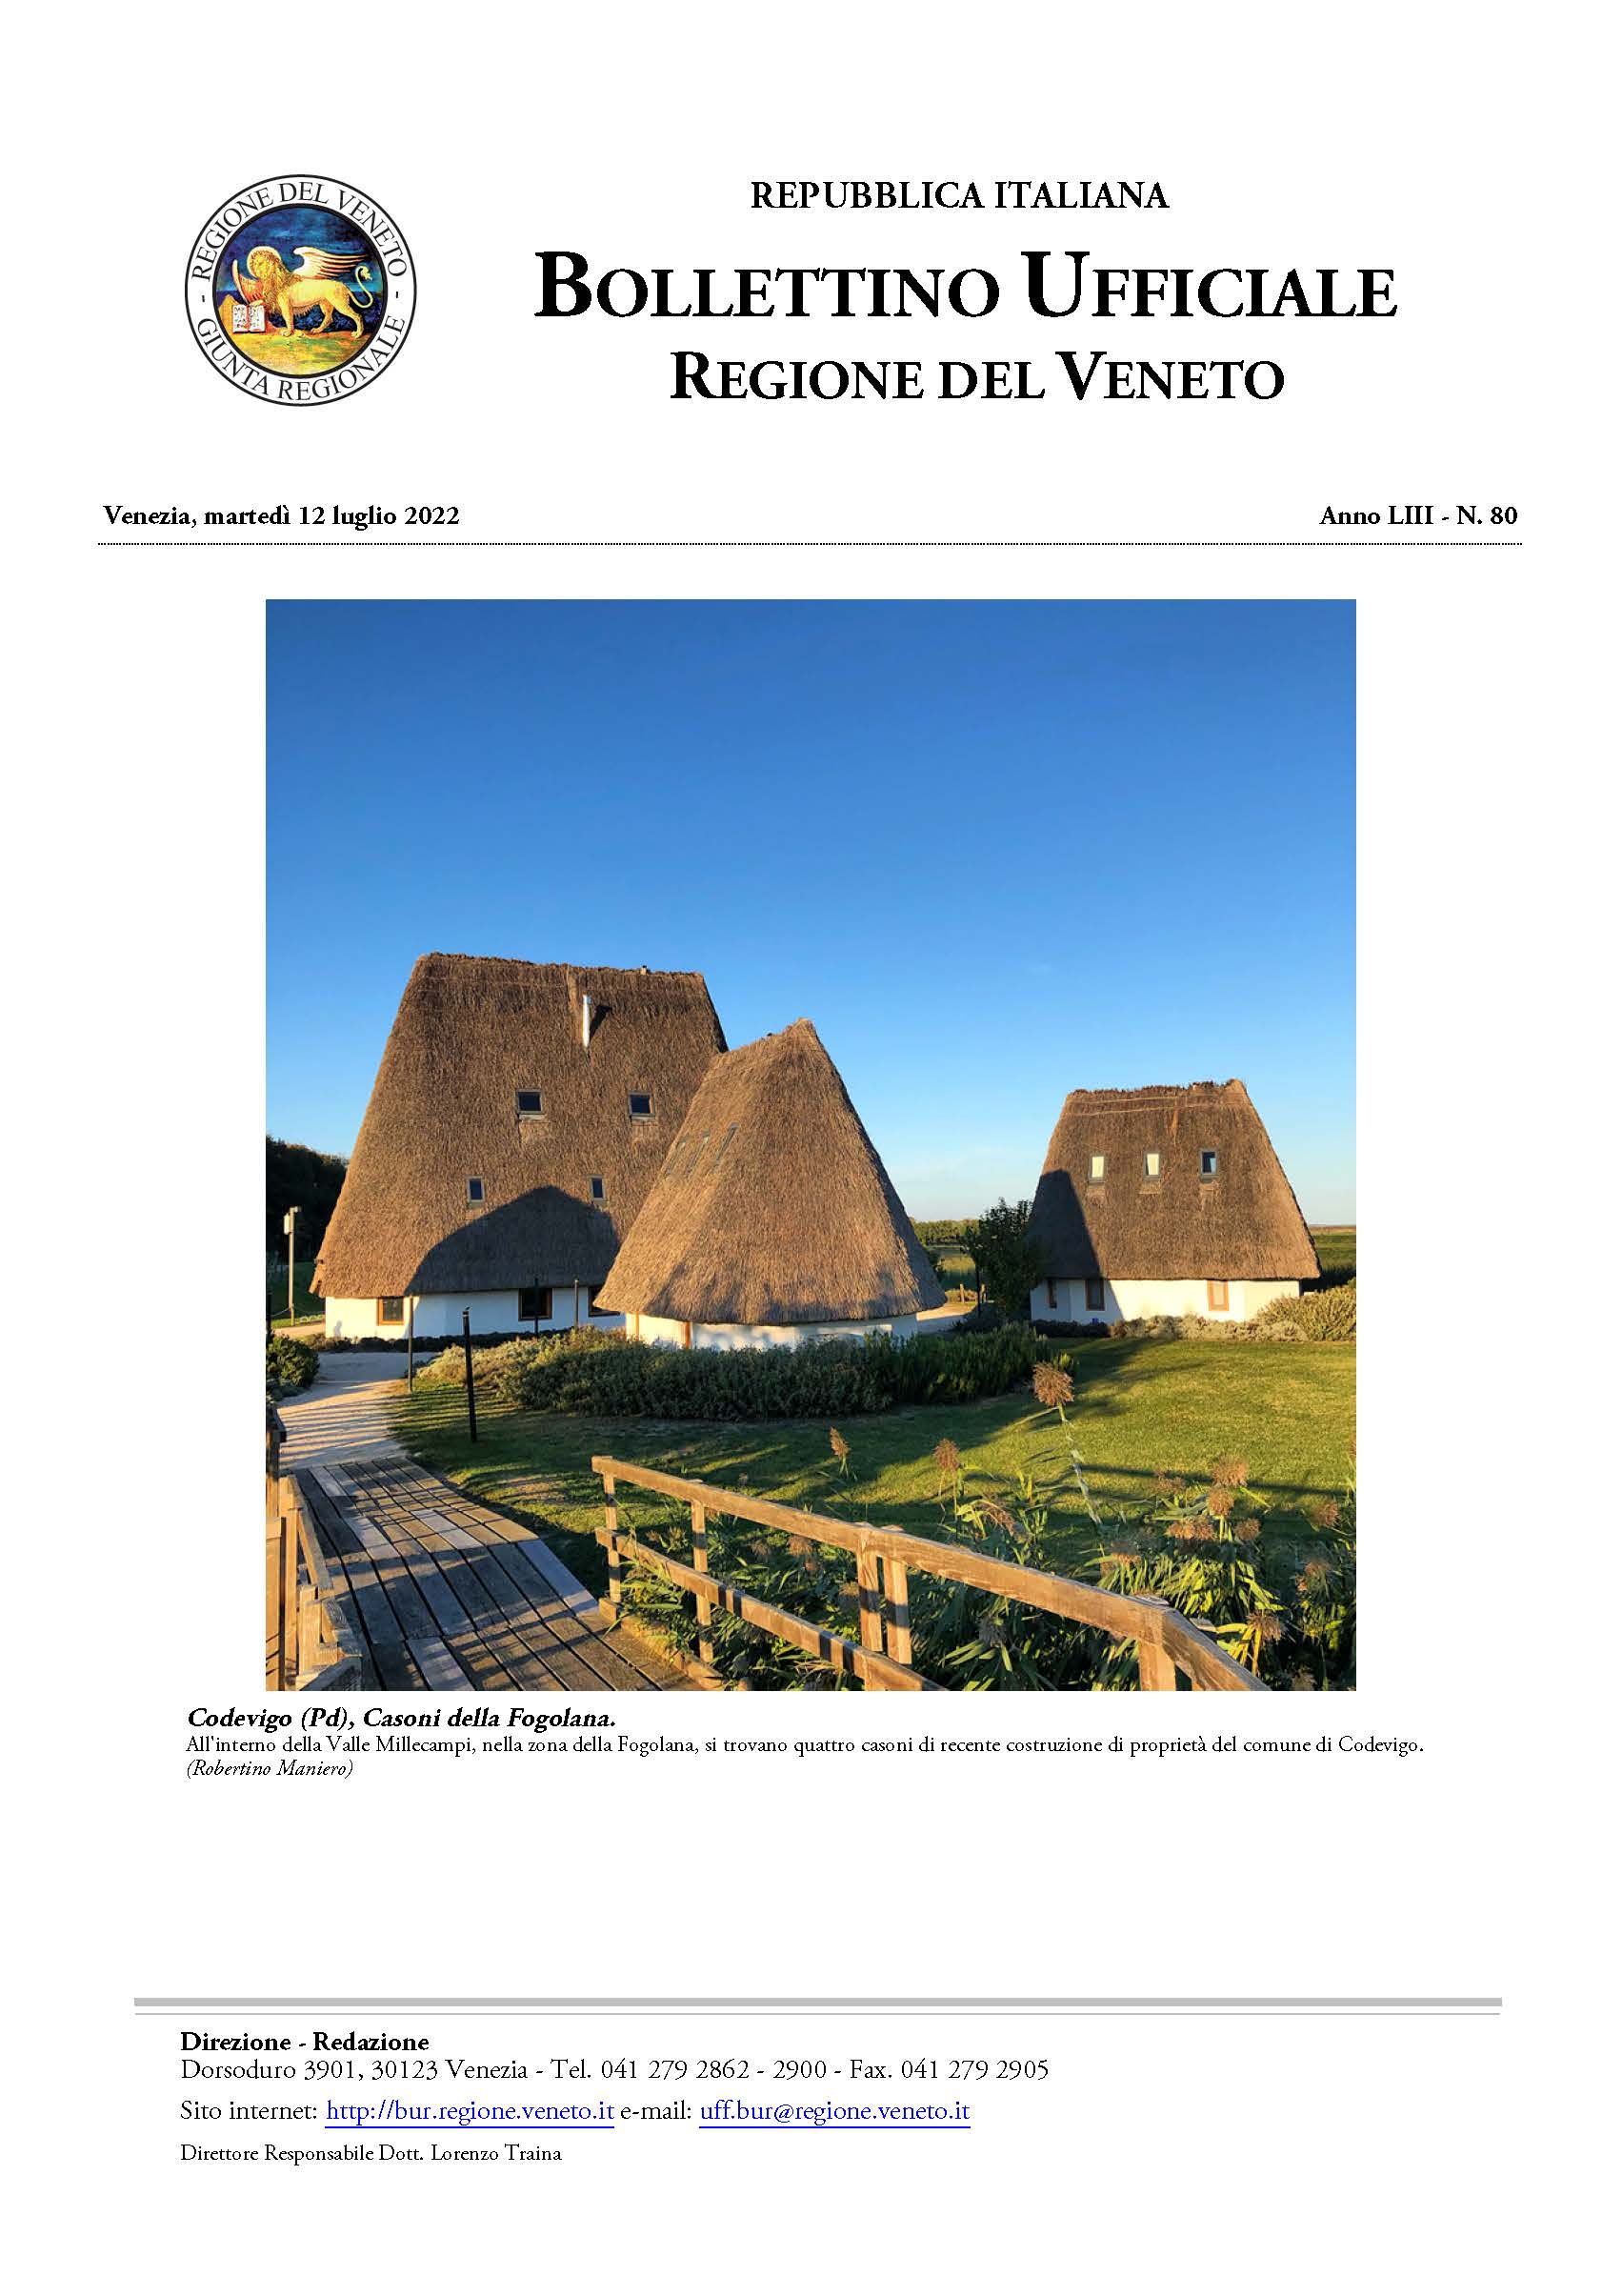 REGIONE DEL VENETO
- GIUNTA REGIONALE -
REPUBBLICA ITALIANA
BOLLETTINO UFFICIALE
REGIONE DEL VENETO
Venezia, martedì 12 luglio 2022
Anno LIII - N. 80
Codevigo (Pd), Casoni della Fogolana.
All'interno della Valle Millecampi, nella zona della Fogolana, si trovano quattro casoni di recente costruzione di proprietà del comune di Codevigo.
(Robertino Maniero)
Direzione - Redazione
Dorsoduro 3901, 30123 Venezia - Tel. 041 279 2862 - 2900 - Fax. 041 279 2905
Sito internet: http://bur.regione.veneto.it e-mail: uff.bur@regione.veneto.it
Direttore Responsabile Dott. Lorenzo Traina